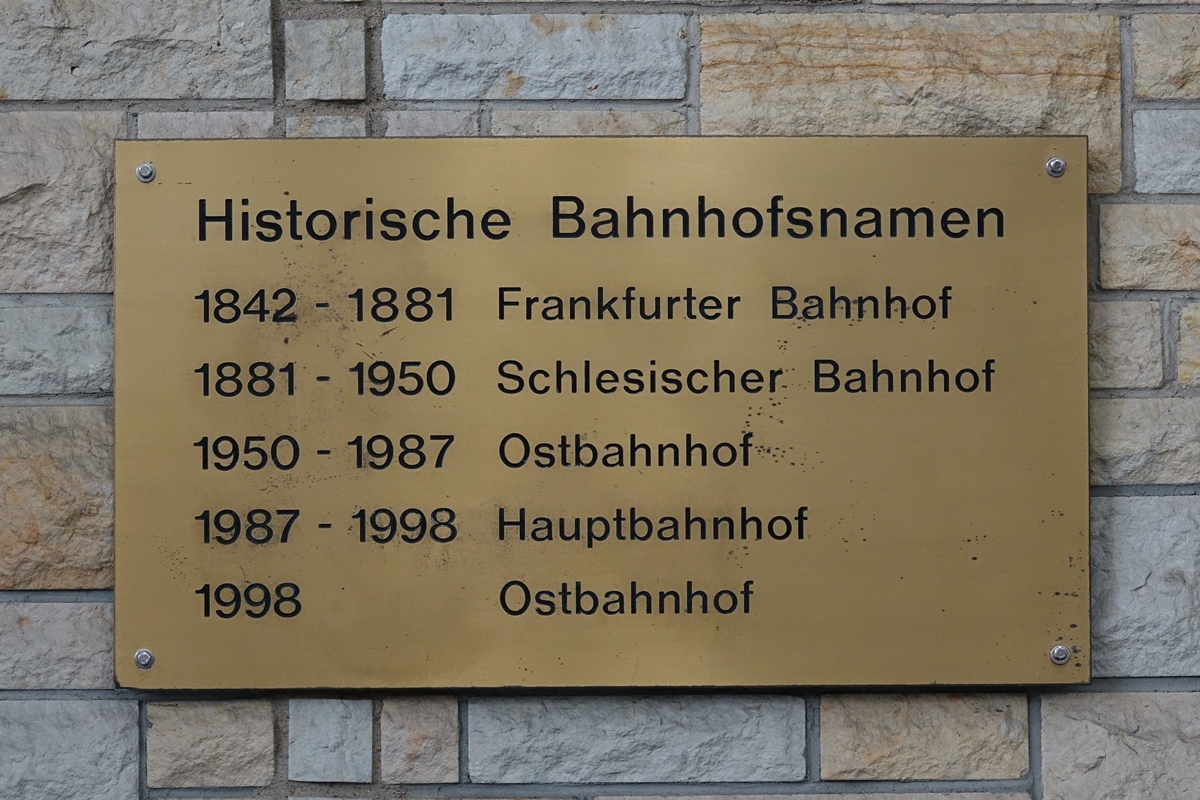 Historische Bahnhofsnamen
1842 - 1881 Frankfurter Bahnhof
1881 - 1950 Schlesischer Bahnhof
1950 - 1987 Ostbahnhof
1987 - 1998 Hauptbahnhof
1998 Ostbahnhof